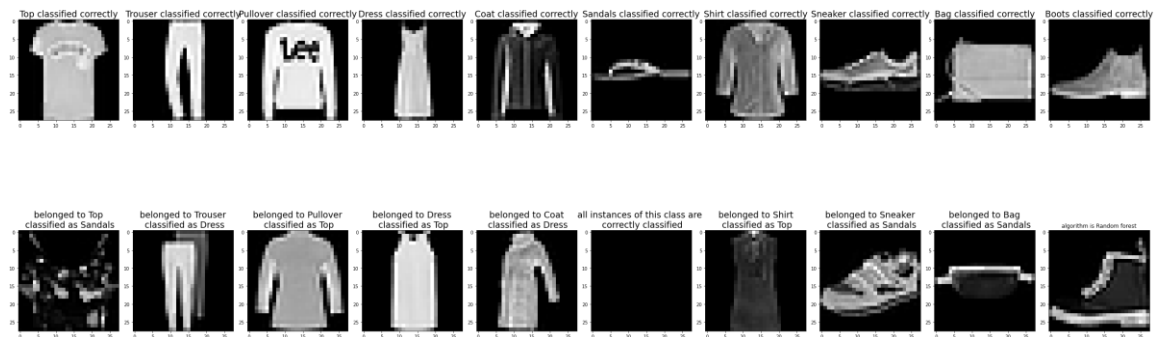 Top classified correctly
Trouser classified correctly
Pullover classified correctly
Dress classified correctly
Coat classified correctly
Sandals classified correctly
Shirt classified correctly
Sneaker classified correctly
Bag classified correctly
Boots classified correctly
Lee
belonged to Top
classified as Sandals
belonged to Trouser
classified as Dress
belonged to Pullover
classified as Top
belonged to Dress
classified as Top
belonged to Coat
classified as Dress
all instances of this class are
correctly classified
belonged to Shirt
classified as Top
belonged to Sneaker
classified as Sandals
belonged to Bag
classified as Sandals
algorithm is Random forest